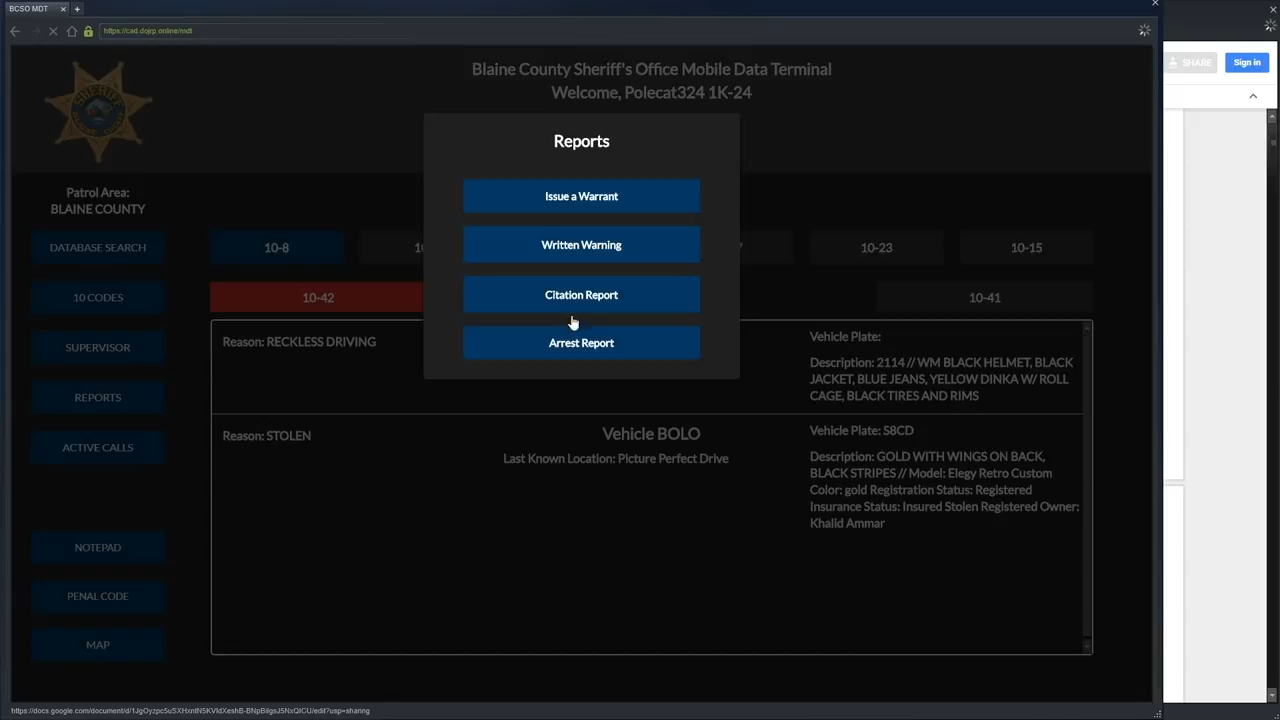 BCSO MDT
https://cad.dojrp.online/mdt
SHARE
Sign in
SHERIFF
Blaine County Sheriff's Office Mobile Data Terminal
Welcome, Polecat324 1K-24
Reports
Issue a Warrant
Written Warning
Citation Report
Arrest Report
Patrol Area:
BLAINE COUNTY
DATABASE SEARCH
10 CODES
SUPERVISOR
REPORTS
ACTIVE CALLS
NOTEPAD
PENAL CODE
MAP
10-8
10-23
10-15
10-42
10-41
Reason: RECKLESS DRIVING
Vehicle Plate:
Description: 2114 // WM BLACK HELMET, BLACK
JACKET, BLUE JEANS, YELLOW DINKA W/ ROLL
CAGE, BLACK TIRES AND RIMS
Reason: STOLEN
Vehicle BOLO
Last Known Location: Picture Perfect Drive
Vehicle Plate: S8CD
Description: GOLD WITH WINGS ON BACK,
BLACK STRIPES // Model: Elegy Retro Custom
Color: gold Registration Status: Registered
Insurance Status: Insured Stolen Registered Owner:
Khalid Ammar